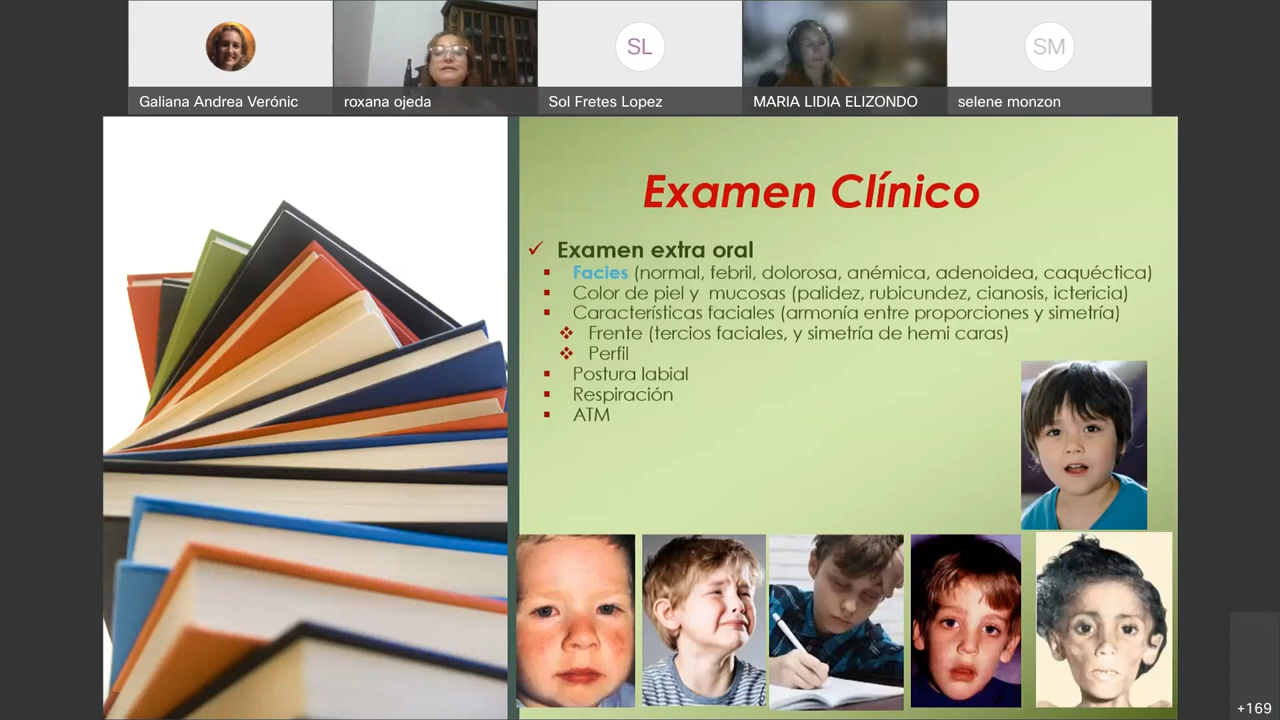 SL
SM
Galiana Andrea Verónic
roxana ojeda
Sol Fretes Lopez
MARIA LIDIA ELIZONDO
selene monzon
Examen Clínico
✓ Examen extra oral
▪ Facies (normal, febril, dolorosa, anémica, adenoidea, caquéctica)
▪ Color de piel y mucosas (palidez, rubicundez, cianosis, ictericia)
▪ Características faciales (armonía entre proporciones y simetría)
❖ Frente (tercios faciales, y simetría de hemi caras)
❖ Perfil
▪ Postura labial
▪ Respiración
▪ ATM
+169